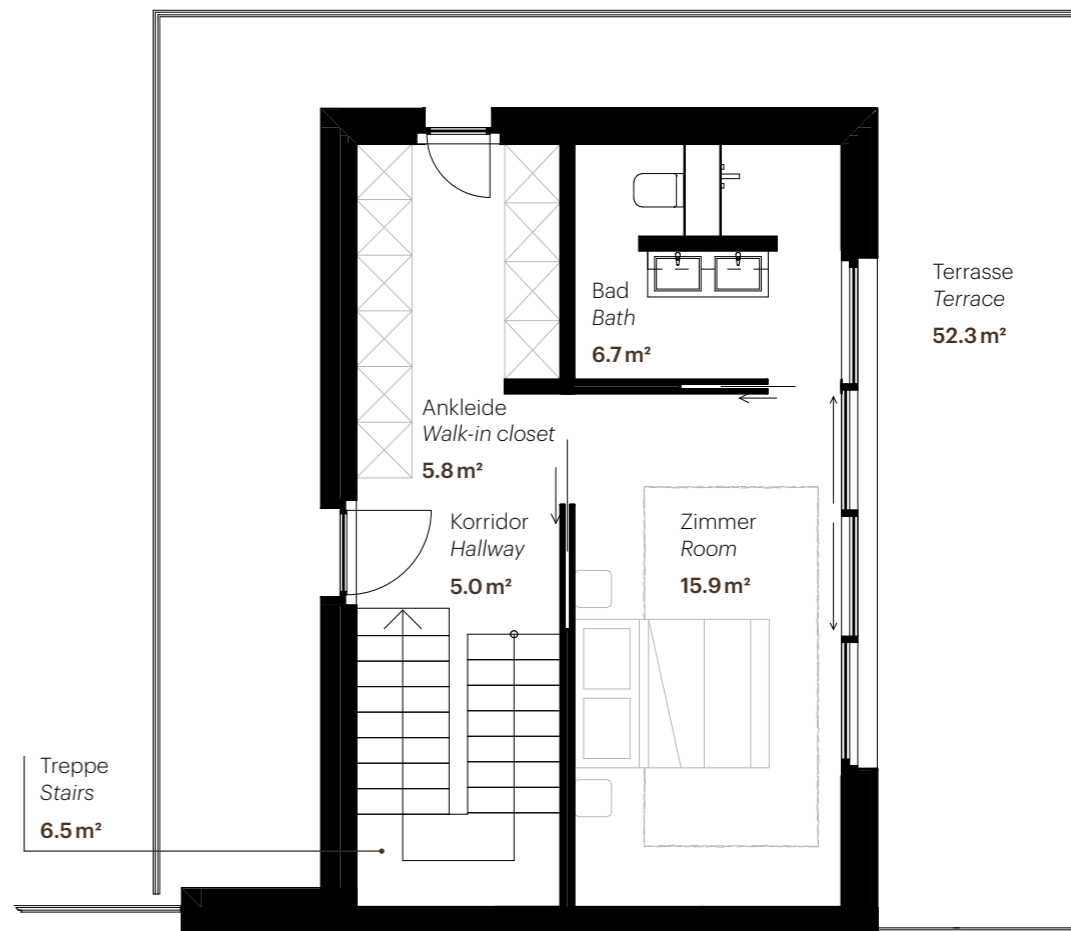 Terrasse
Terrace
52.3 m²
Bad
Bath
6.7 m²
Ankleide
Walk-in closet
5.8 m²
Korridor
Hallway
5.0 m²
Zimmer
Room
15.9 m²
Treppe
Stairs
6.5 m²